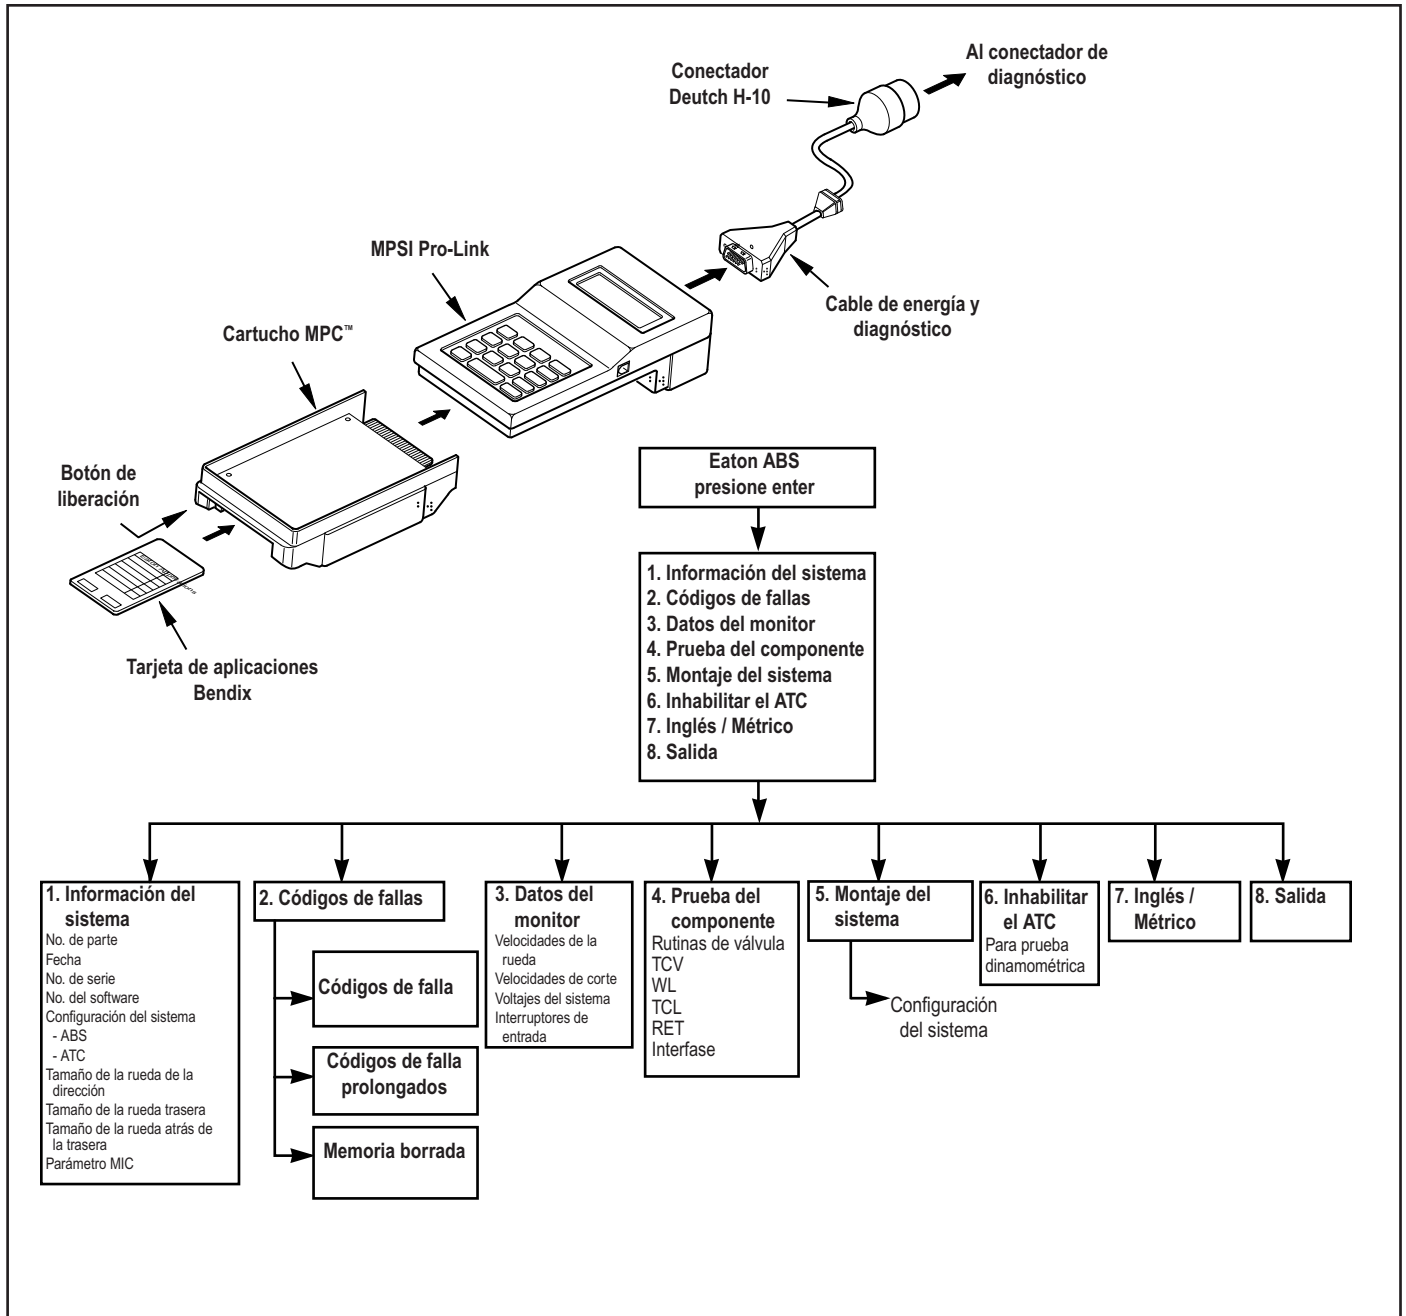 Al conectador de
diagnóstico
Conectador
Deutch H-10
MPSI Pro-Link
Cable de energía y
diagnóstico
Cartucho MPC™
Botón de
liberación
Tarjeta de aplicaciones
Bendix
Eaton ABS
presione enter
1. Información del sistema
2. Códigos de fallas
3. Datos del monitor
4. Prueba del componente
5. Montaje del sistema
6. Inhabilitar el ATC
7. Inglés / Métrico
8. Salida
1. Información del
sistema
No. de parte
Fecha
No. de serie
No. del software
Configuración del sistema
- ABS
- ATC
Tamaño de la rueda de la
dirección
Tamaño de la rueda trasera
Tamaño de la rueda atrás de
la trasera
Parámetro MIC
2. Códigos de fallas
Códigos de falla
Códigos de falla
prolongados
Memoria borrada
3. Datos del
monitor
Velocidades de la
rueda
Velocidades de corte
Voltajes del sistema
Interruptores de
entrada
4. Prueba del
componente
Rutinas de válvula
TCV
WL
TCL
RET
Interfase
5. Montaje del
sistema
Configuración
del sistema
6. Inhabilitar
el ATC
Para prueba
dinamométrica
7. Inglés /
Métrico
8. Salida